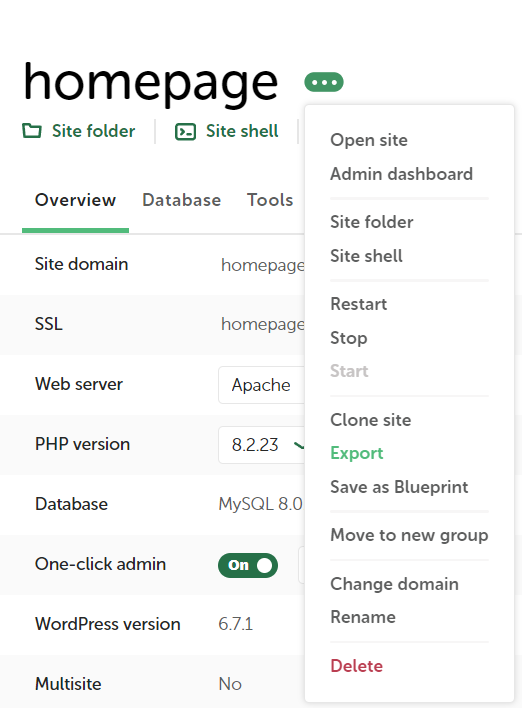 homepage
Site folder
Site shell
Open site
Admin dashboard
Site folder
Site shell
Restart
Stop
Start
Clone site
Export
Save as Blueprint
Move to new group
Change domain
Rename
Delete
Overview Database Tools
Site domain homepage
SSL homepage
Web server Apache
PHP version 8.2.23
Database MySQL 8.0
One-click admin On
WordPress version 6.7.1
Multisite No